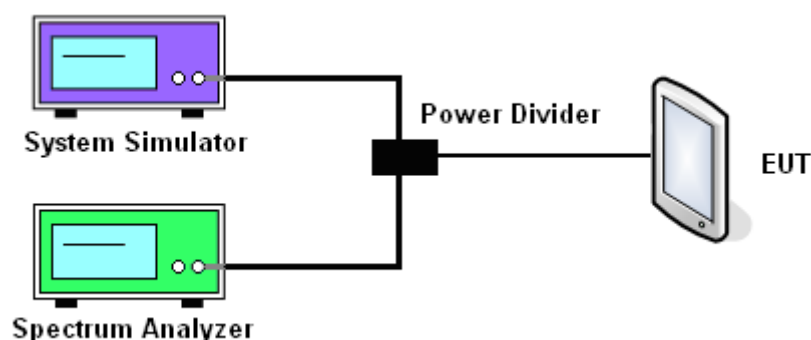 System Simulator
Power Divider
EUT
Spectrum Analyzer